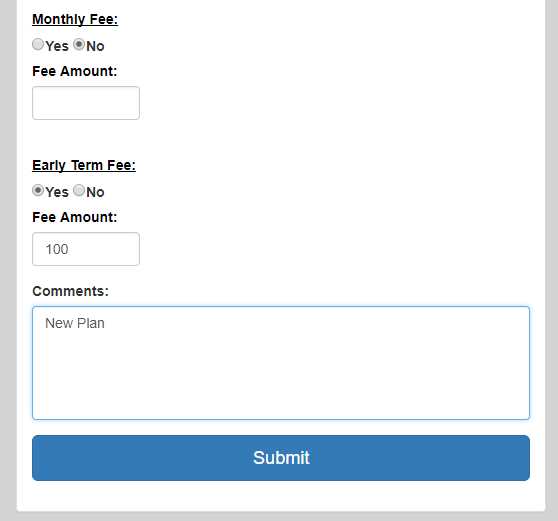 Monthly Fee:
Yes No
Fee Amount:
Early Term Fee:
Yes No
Fee Amount:
100
Comments:
New Plan
Submit